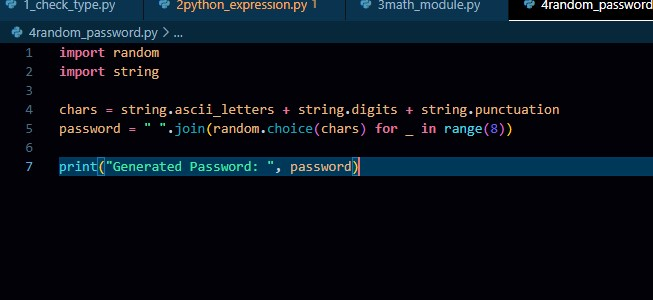 1_check_type.py 2python_expression.py 1 3math_module.py 4random_password
4random_password.py > ...
1 import random
2 import string
3
4 chars = string.ascii_letters + string.digits + string.punctuation
5 password = " ".join(random.choice(chars) for _ in range(8))
6
7 print("Generated Password: ", password)